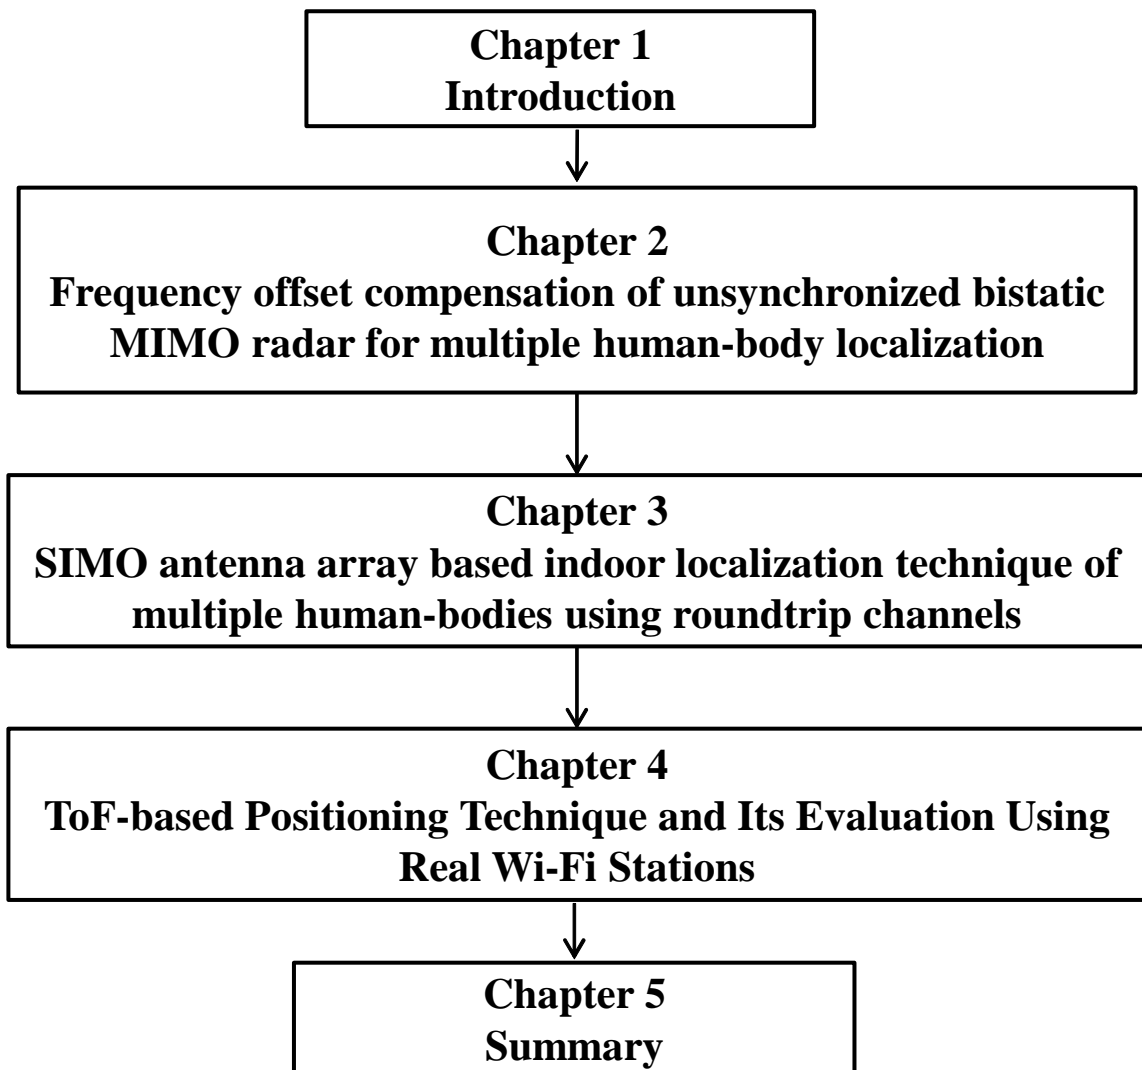 Chapter 1
Introduction
Chapter 2
Frequency offset compensation of unsynchronized bistatic
MIMO radar for multiple human-body localization
Chapter 3
SIMO antenna array based indoor localization technique of
multiple human-bodies using roundtrip channels
Chapter 4
ToF-based Positioning Technique and Its Evaluation Using
Real Wi-Fi Stations
Chapter 5
Summary